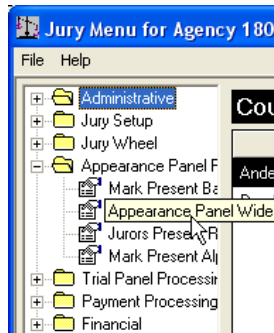 Jury Menu for Agency 180
File Help
Administrative
Cou
Jury Setup
Jury Wheel
Appearance Panel P
Ande
Mark Present Ba
Appearance Panel Wide
Jurors Present R
Mark Present Al
Trial Panel Processir
Payment Processing
Financial